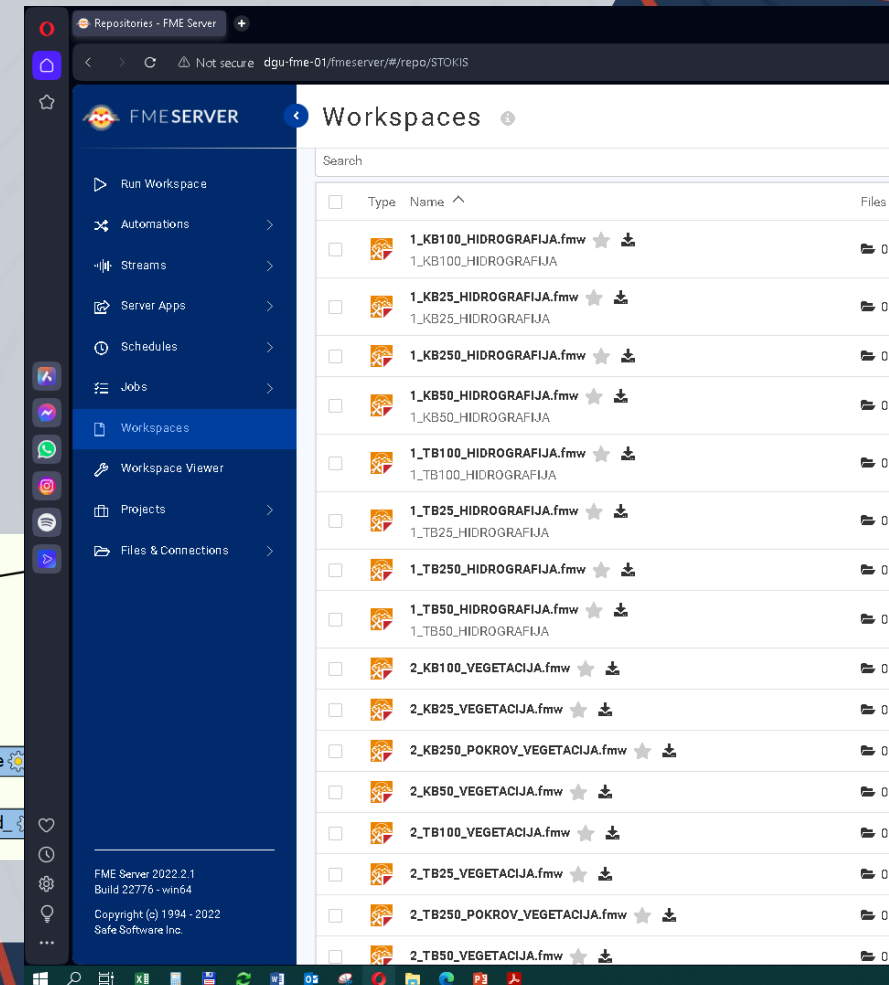 Repositories - FME Server
Not secure dgu-fme-01/fmeserver/#/repo/STOKIS
FMESERVER
Workspaces
Search
Run Workspace
Automations
Streams
Server Apps
Schedules
Jobs
Workspaces
Workspace Viewer
Projects
Files & Connections
FME Server 2022.2.1
Build 22776 - win64
Copyright (c) 1994 - 2022
Safe Software Inc.
Type Name Files
1_KB100_HIDROGRAFIJA.fmw 0
1_KB100_HIDROGRAFIJA
1_KB25_HIDROGRAFIJA.fmw 0
1_KB25_HIDROGRAFIJA
1_KB250_HIDROGRAFIJA.fmw 0
1_KB50_HIDROGRAFIJA.fmw 0
1_KB50_HIDROGRAFIJA
1_TB100_HIDROGRAFIJA.fmw 0
1_TB100_HIDROGRAFIJA
1_TB25_HIDROGRAFIJA.fmw 0
1_TB25_HIDROGRAFIJA
1_TB250_HIDROGRAFIJA.fmw 0
1_TB50_HIDROGRAFIJA.fmw 0
1_TB50_HIDROGRAFIJA
2_KB100_VEGETACIJA.fmw 0
2_KB25_VEGETACIJA.fmw 0
2_KB250_POKROV_VEGETACIJA.fmw 0
2_KB50_VEGETACIJA.fmw 0
2_TB100_VEGETACIJA.fmw 0
2_TB25_VEGETACIJA.fmw 0
2_TB250_POKROV_VEGETACIJA.fmw 0
2_TB50_VEGETACIJA.fmw 0